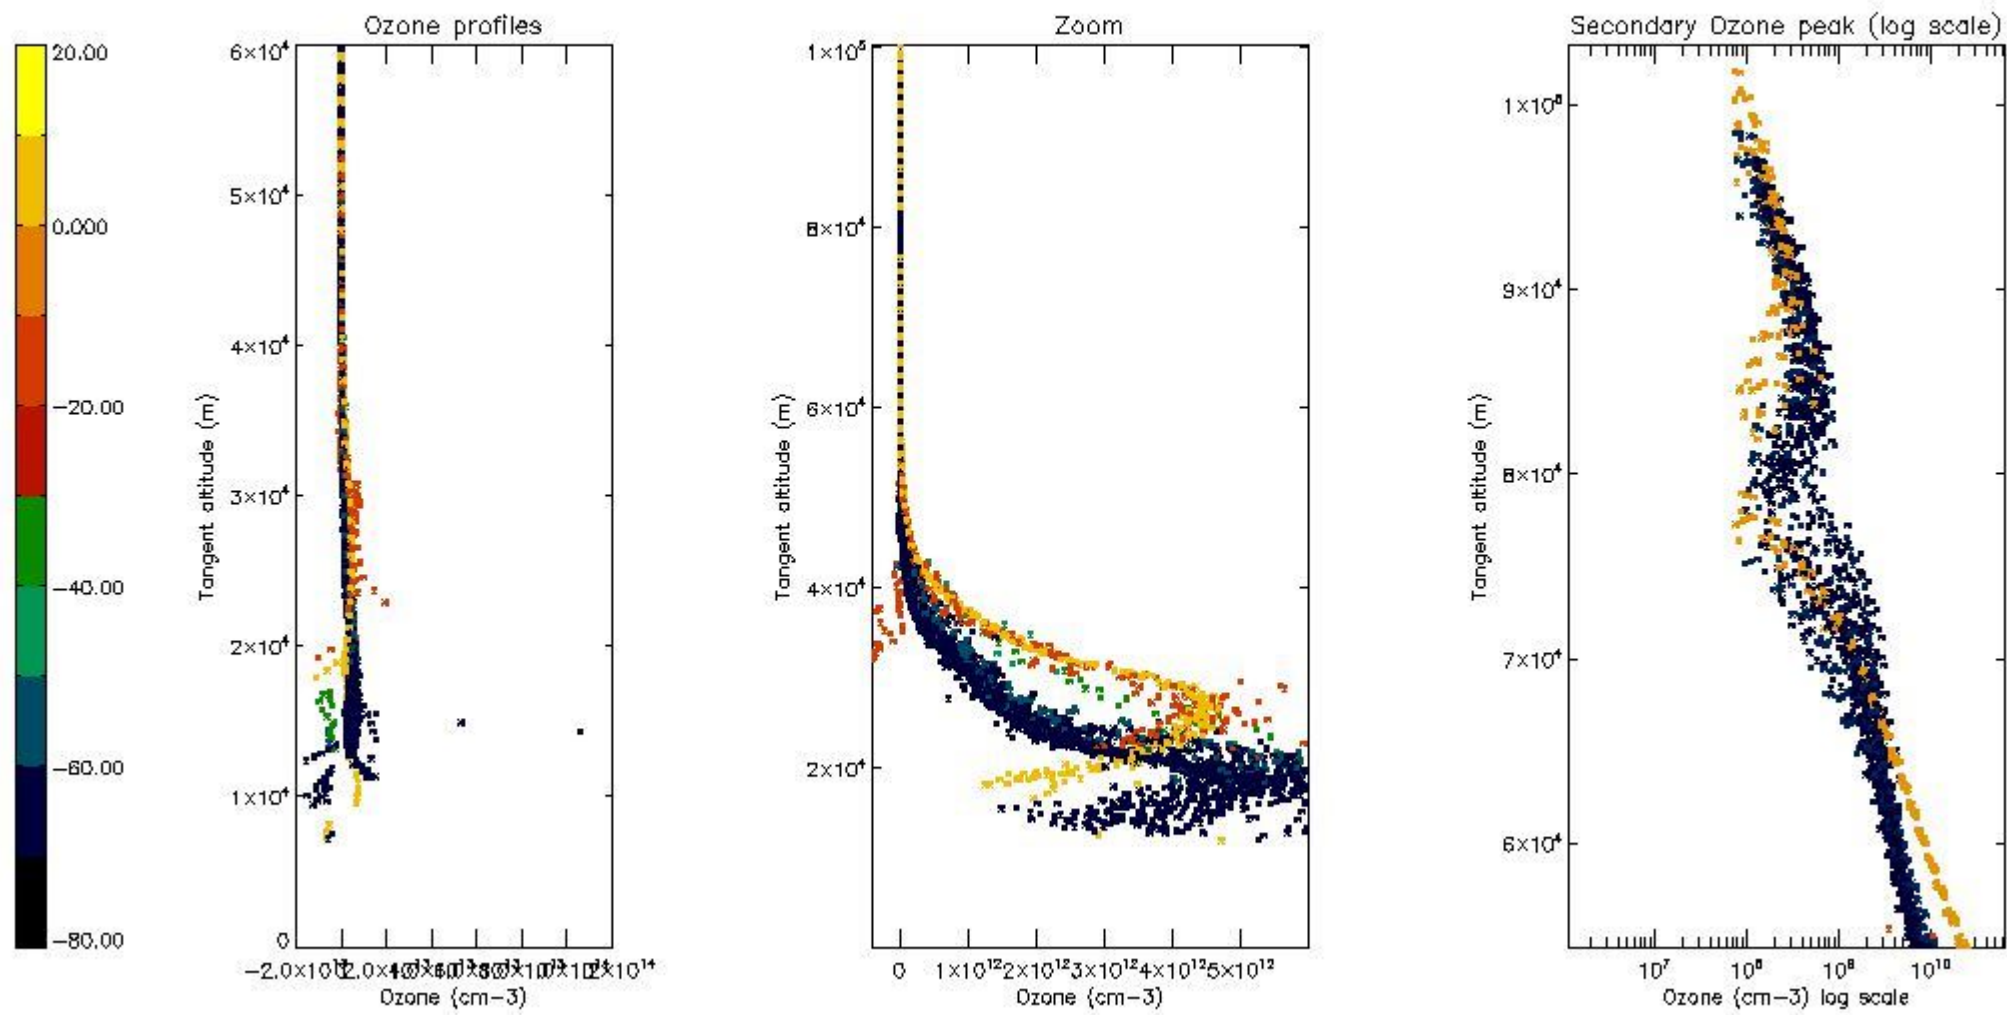 Ozone profiles
Zoom
Secondary Ozone peak (log scale)
20.00
0.000
−20.00
−40.00
−60.00
−80.00
6×10⁴
5×10⁴
4×10⁴
3×10⁴
2×10⁴
1×10⁴
0
Tangent altitude (m)
Ozone (cm−3)
1×10⁵
8×10⁴
6×10⁴
4×10⁴
2×10⁴
Tangent altitude (m)
0 1×10¹² 2×10¹² 3×10¹² 4×10¹² 5×10¹²
Ozone (cm−3)
9×10⁴
8×10⁴
7×10⁴
6×10⁴
Tangent altitude (m)
10⁷ 10⁸ 10⁹ 10¹⁰
Ozone (cm−3) log scale